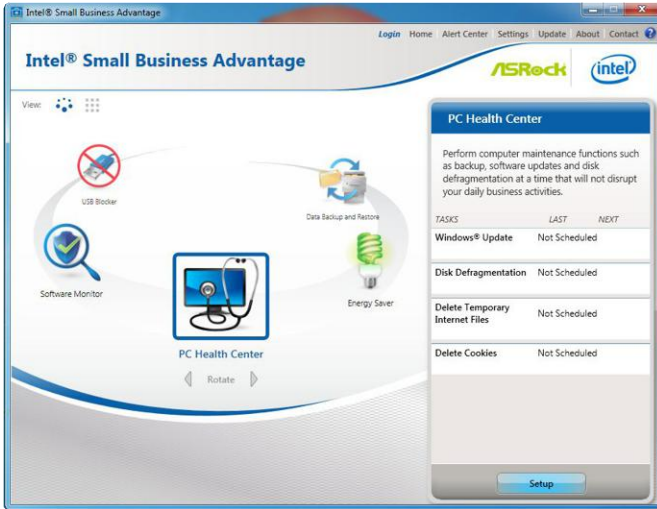 Intel® Small Business Advantage
Login Home Alert Center Settings Update About Contact ?
Intel® Small Business Advantage
ASRock
intel
View:
USB Blocker
Data Backup and Restore
Software Monitor
Energy Saver
PC Health Center
Rotate
PC Health Center
Perform computer maintenance functions such
as backup, software updates and disk
defragmentation at a time that will not disrupt
your daily business activities.
TASKS LAST NEXT
Windows® Update Not Scheduled
Disk Defragmentation Not Scheduled
Delete Temporary
Internet Files Not Scheduled
Delete Cookies Not Scheduled
Setup